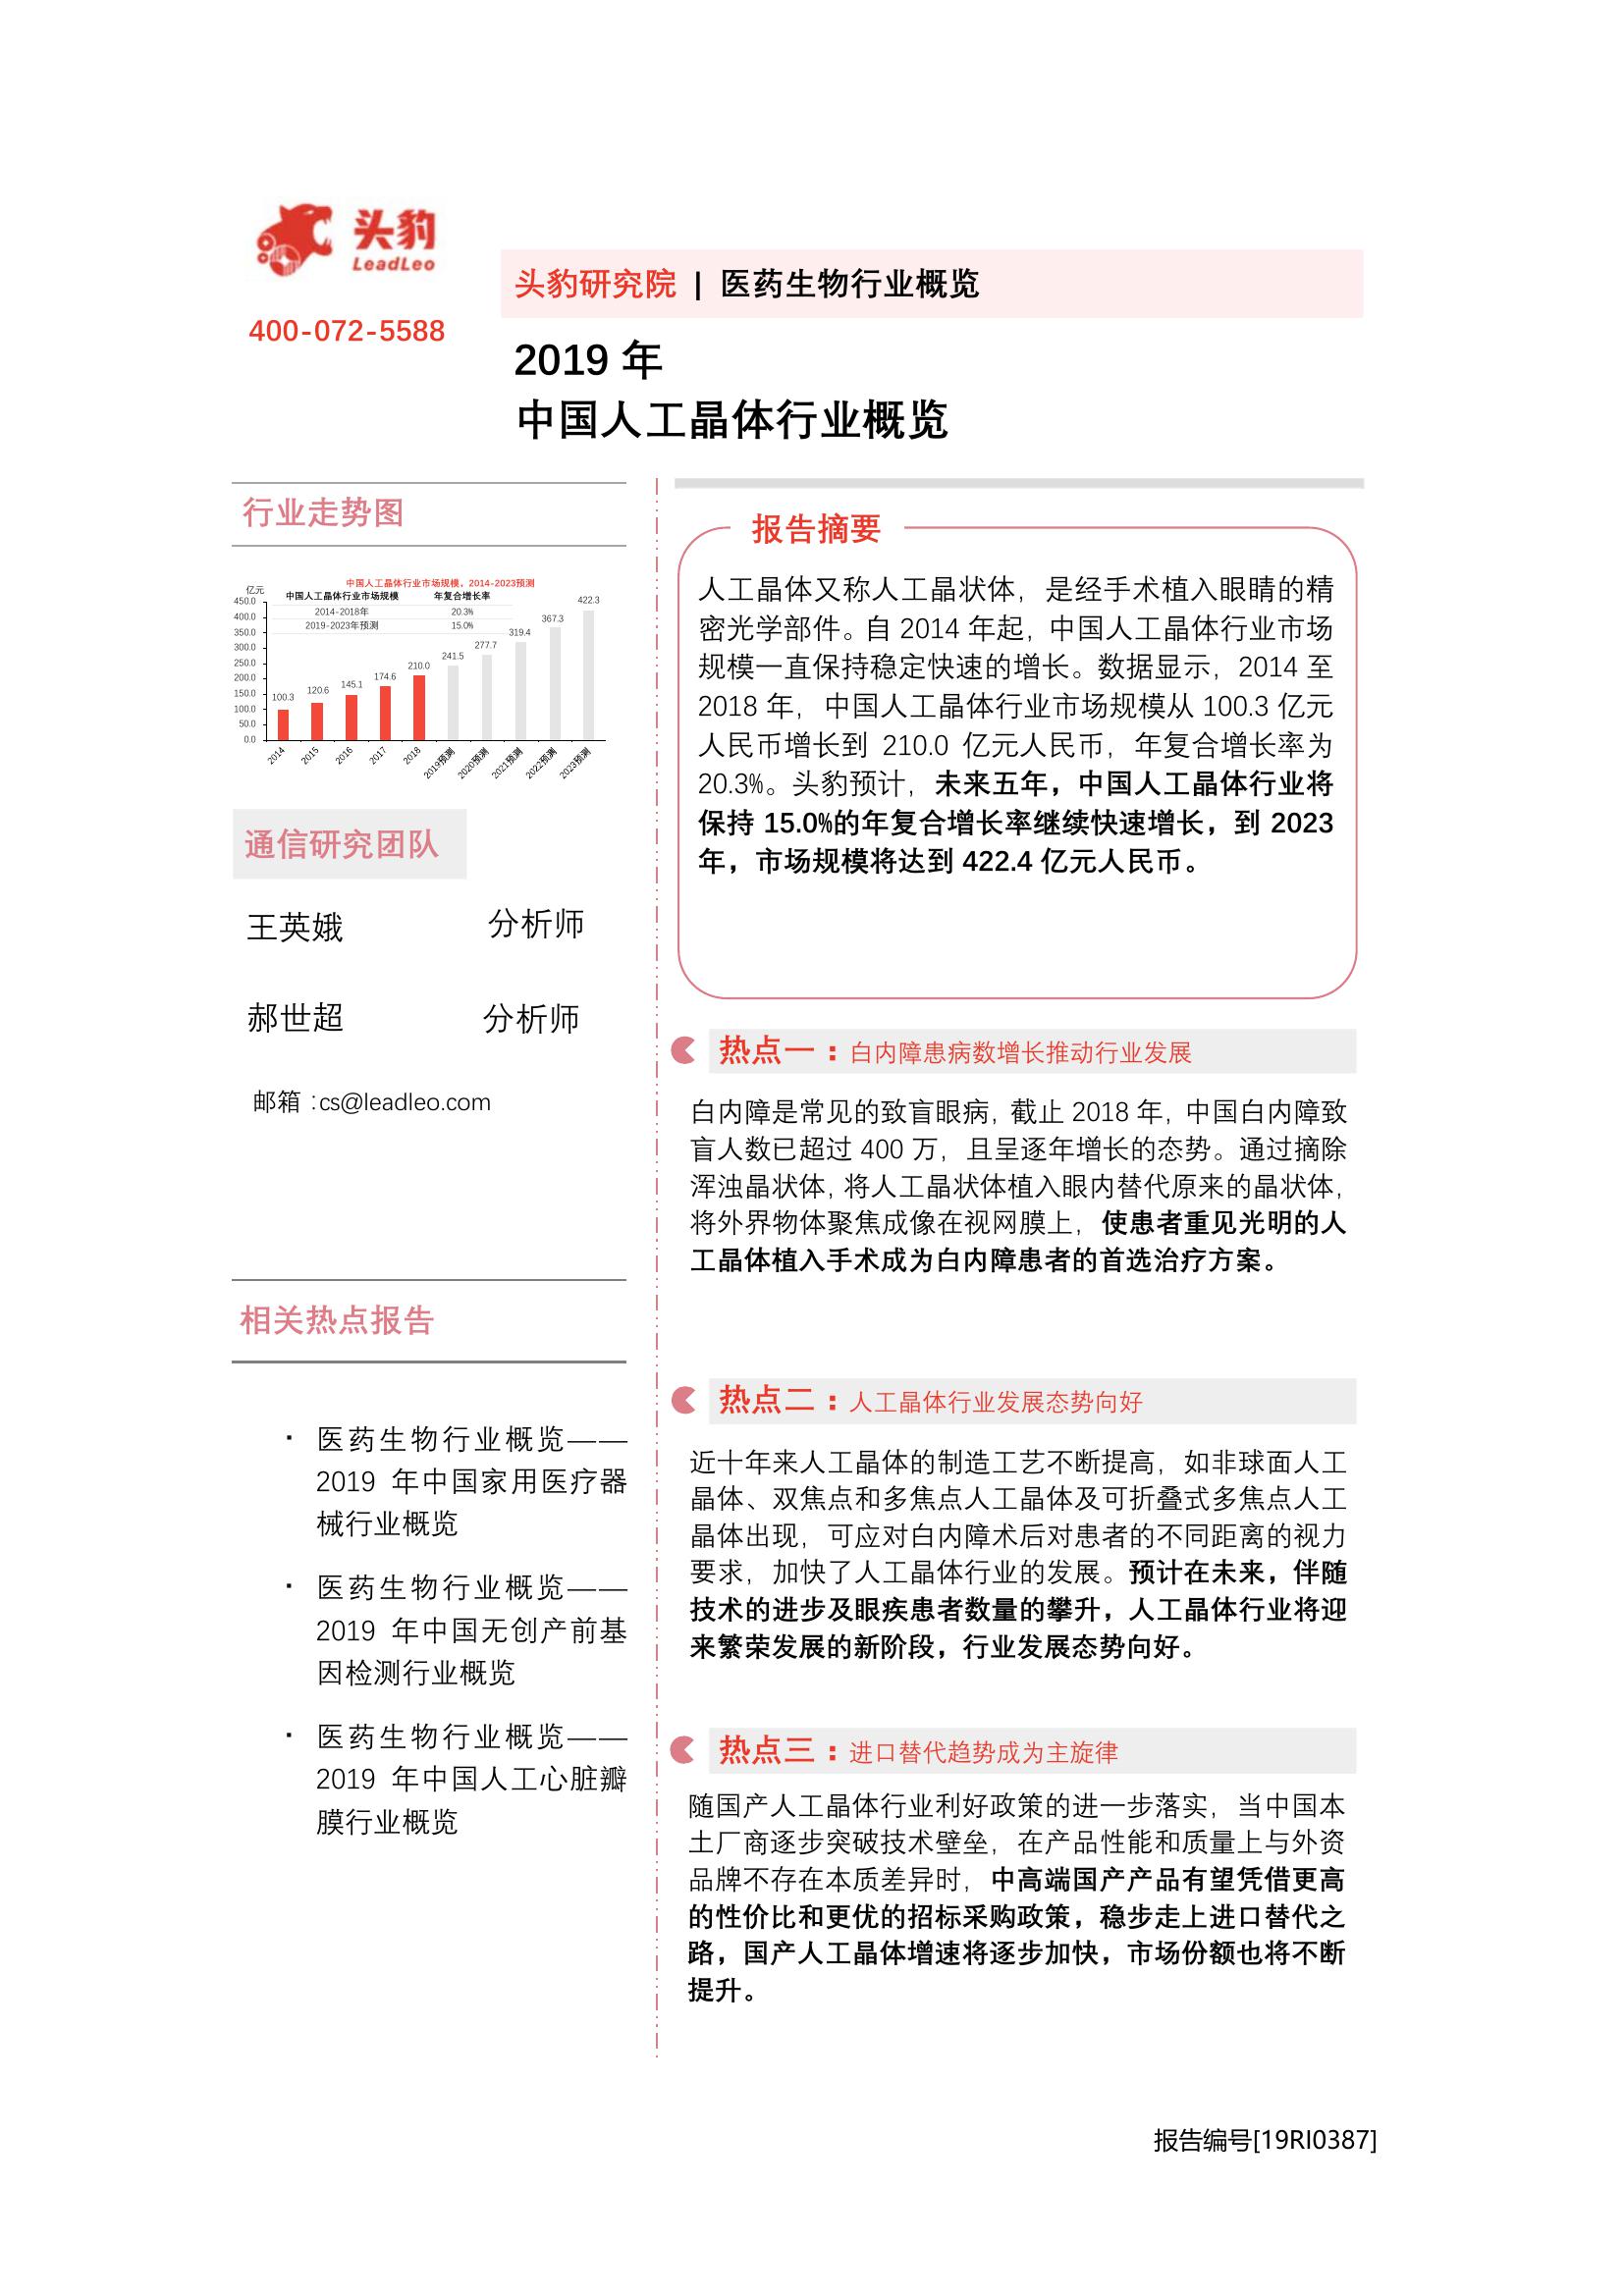 头豹
LeadLeo
400-072-5588
头豹研究院 | 医药生物行业概览
2019 年
中国人工晶体行业概览
行业走势图
中国人工晶体行业市场规模，2014-2023预测
亿元
中国人工晶体行业市场规模 年复合增长率
2014-2018年 20.3%
2019-2023年预测 15.0%
450.0
400.0
350.0
300.0
250.0
200.0
150.0
100.0
50.0
0.0
100.3
120.6
145.1
174.6
210.0
241.5
277.7
319.4
367.3
422.3
2014
2015
2016
2017
2018
2019预测
2020预测
2021预测
2022预测
2023预测
通信研究团队
王英娥 分析师
郝世超 分析师
邮箱：cs@leadleo.com
相关热点报告
· 医药生物行业概览——
2019 年中国家用医疗器
械行业概览
· 医药生物行业概览——
2019 年中国无创产前基
因检测行业概览
· 医药生物行业概览——
2019 年中国人工心脏瓣
膜行业概览
报告摘要
人工晶体又称人工晶状体，是经手术植入眼睛的精
密光学部件。自 2014 年起，中国人工晶体行业市场
规模一直保持稳定快速的增长。数据显示，2014 至
2018 年，中国人工晶体行业市场规模从 100.3 亿元
人民币增长到 210.0 亿元人民币，年复合增长率为
20.3%。头豹预计，未来五年，中国人工晶体行业将
保持 15.0%的年复合增长率继续快速增长，到 2023
年，市场规模将达到 422.4 亿元人民币。
热点一：白内障患病数增长推动行业发展
白内障是常见的致盲眼病，截止 2018 年，中国白内障致
盲人数已超过 400 万，且呈逐年增长的态势。通过摘除
浑浊晶状体，将人工晶状体植入眼内替代原来的晶状体，
将外界物体聚焦成像在视网膜上，使患者重见光明的人
工晶体植入手术成为白内障患者的首选治疗方案。
热点二：人工晶体行业发展态势向好
近十年来人工晶体的制造工艺不断提高，如非球面人工
晶体、双焦点和多焦点人工晶体及可折叠式多焦点人工
晶体出现，可应对白内障术后对患者的不同距离的视力
要求，加快了人工晶体行业的发展。预计在未来，伴随
技术的进步及眼疾患者数量的攀升，人工晶体行业将迎
来繁荣发展的新阶段，行业发展态势向好。
热点三：进口替代趋势成为主旋律
随国产人工晶体行业利好政策的进一步落实，当中国本
土厂商逐步突破技术壁垒，在产品性能和质量上与外资
品牌不存在本质差异时，中高端国产产品有望凭借更高
的性价比和更优的招标采购政策，稳步走上进口替代之
路，国产人工晶体增速将逐步加快，市场份额也将不断
提升。
报告编号[19RI0387]